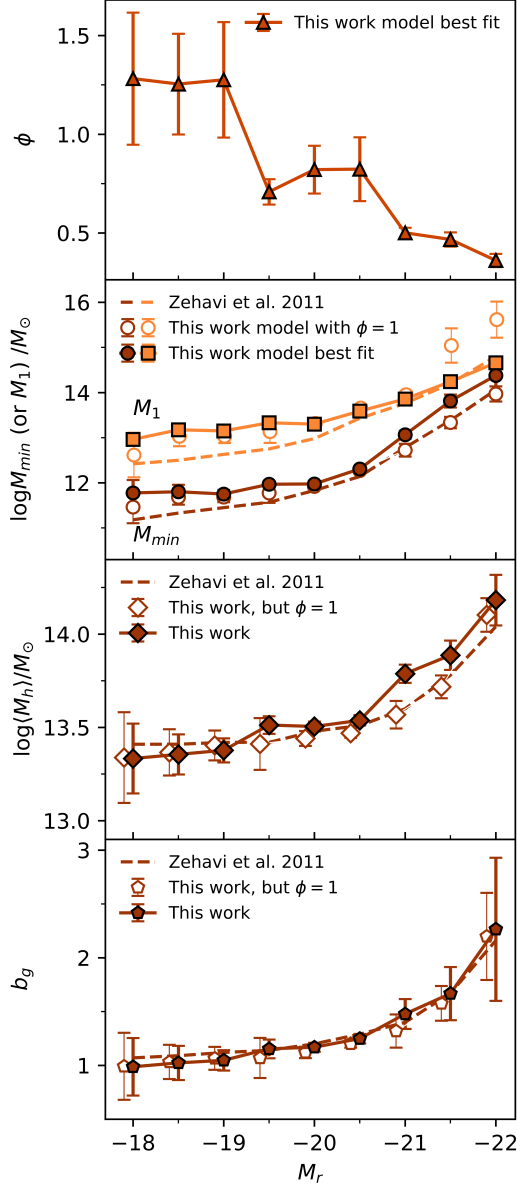 This work model best fit
1.5
1.0
0.5
ϕ
Zehavi et al. 2011
This work model with ϕ = 1
This work model best fit
16
14
12
M₁
Mₘᵢₙ
logMₘᵢₙ (or M₁) /M⊙
Zehavi et al. 2011
This work, but ϕ = 1
This work
14.0
13.5
13.0
log⟨Mₕ⟩/M⊙
Zehavi et al. 2011
This work, but ϕ = 1
This work
3
2
1
b_g
−18 −19 −20 −21 −22
Mᵣ